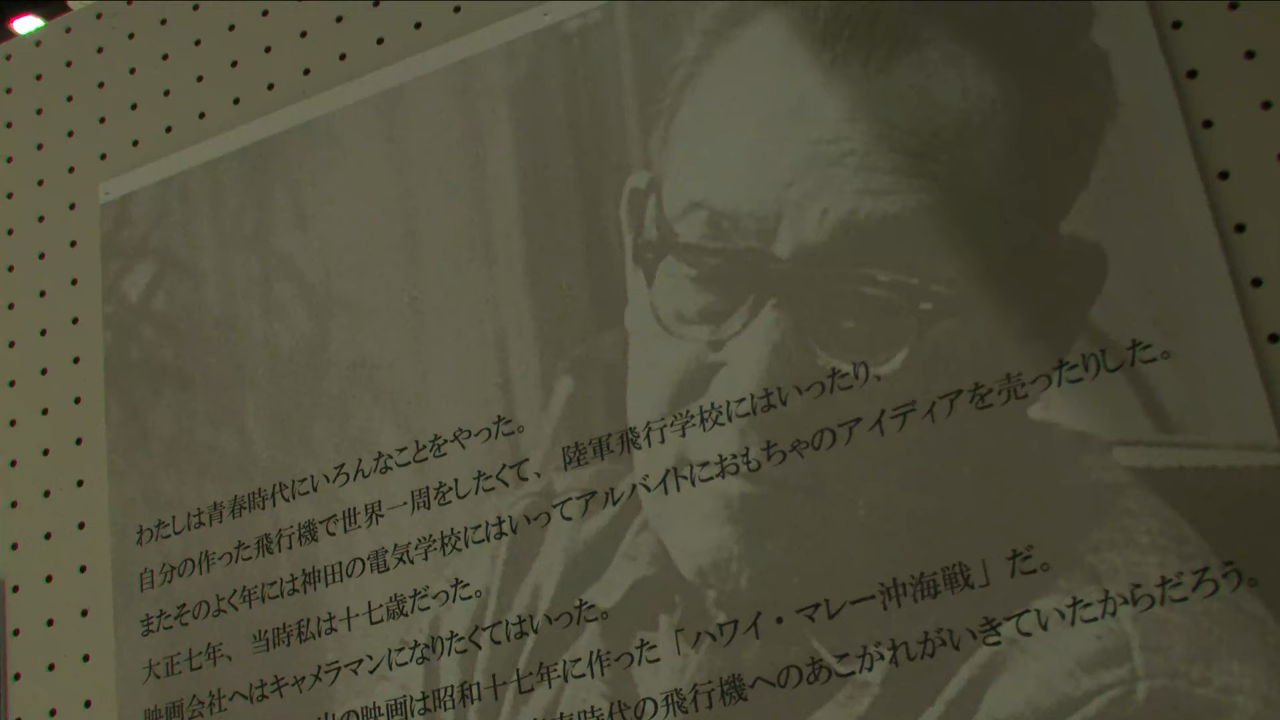 わたしは青春時代にいろんなことをやった。
自分の作った飛行機で世界一周をしたくて、陸軍飛行学校にはいったり、
またそのよく年には神田の電気学校にはいってアルバイトにおもちゃのアイディアを売ったりした。
大正七年、当時私は十七歳だった。
映画会社へはキャメラマンになりたくてはいった。
の映画は昭和十七年に作った「ハワイ・マレー沖海戦」だ。
時代の飛行機へのあこがれがいきていたからだろう。